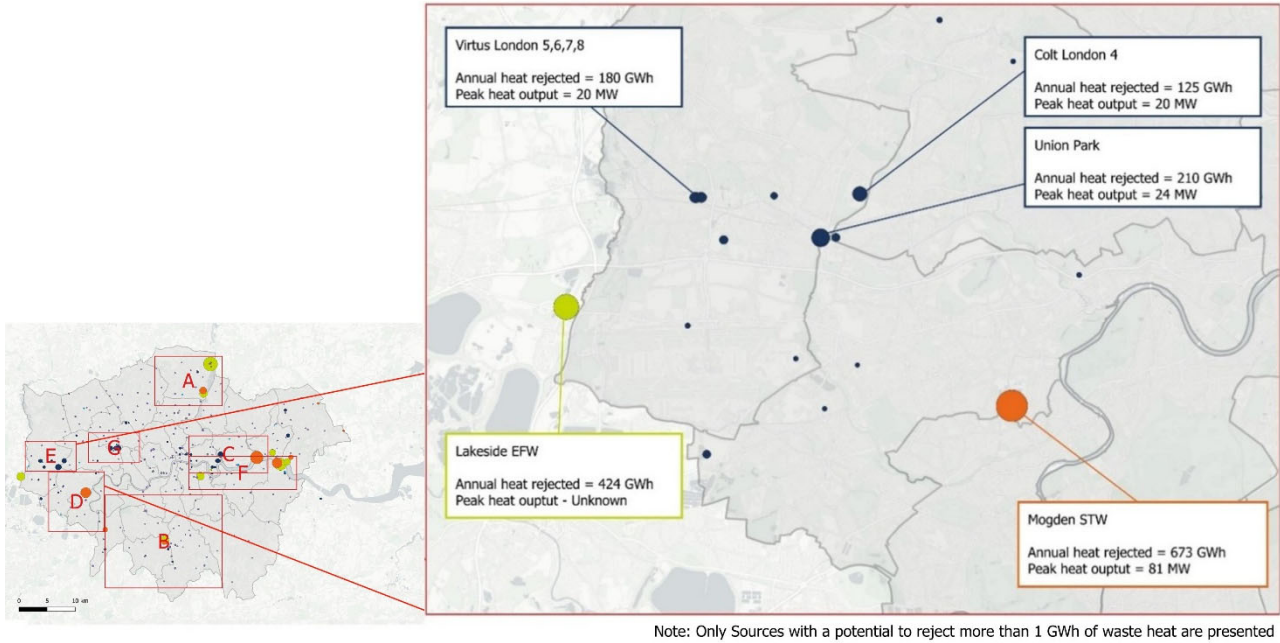 Virtus London 5,6,7,8
Annual heat rejected = 180 GWh
Peak heat output = 20 MW
Colt London 4
Annual heat rejected = 125 GWh
Peak heat output = 20 MW
Union Park
Annual heat rejected = 210 GWh
Peak heat output = 24 MW
Lakeside EFW
Annual heat rejected = 424 GWh
Peak heat ouptut - Unknown
Mogden STW
Annual heat rejected = 673 GWh
Peak heat ouptut = 81 MW
A
G
E
C
F
D
B
0 5 10 km
Note: Only Sources with a potential to reject more than 1 GWh of waste heat are presented